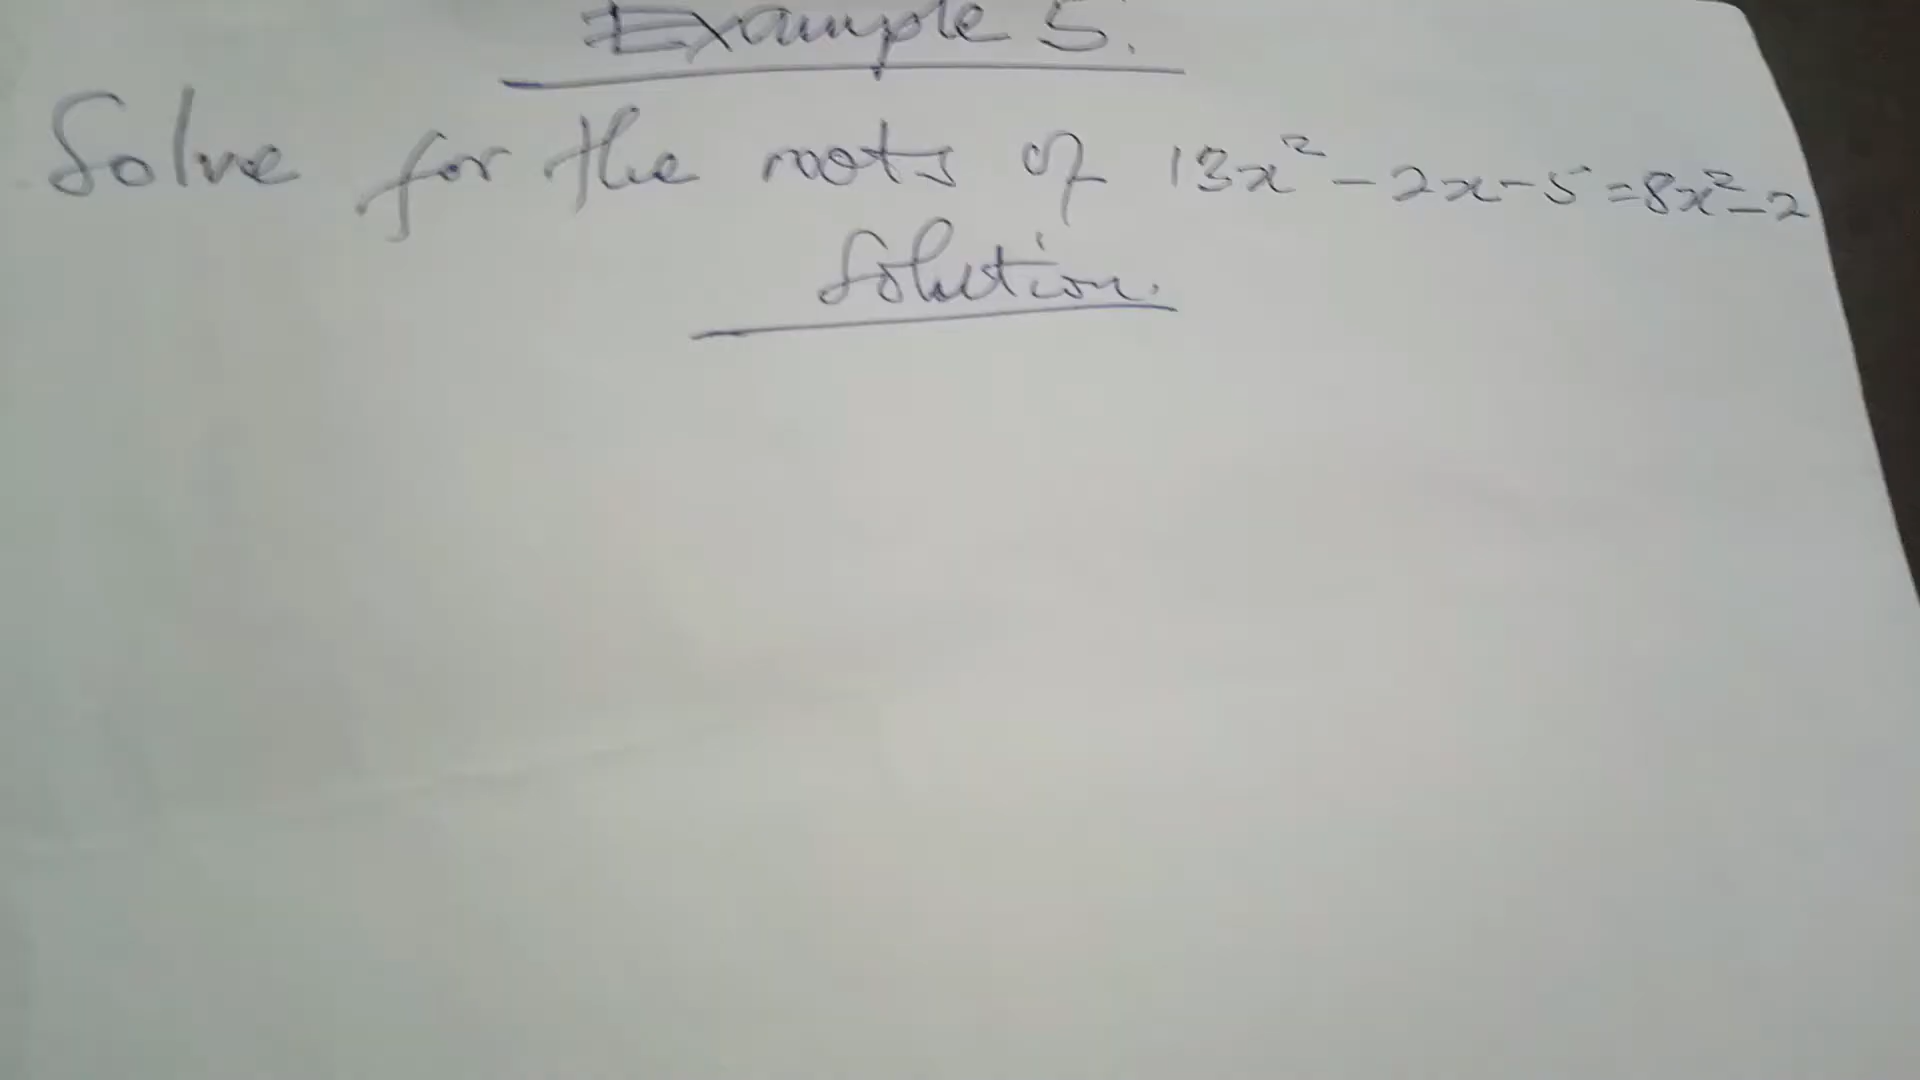 Example 5.
Solve for the roots of 13x² - 2x - 5 = 8x² - 2
Solution.